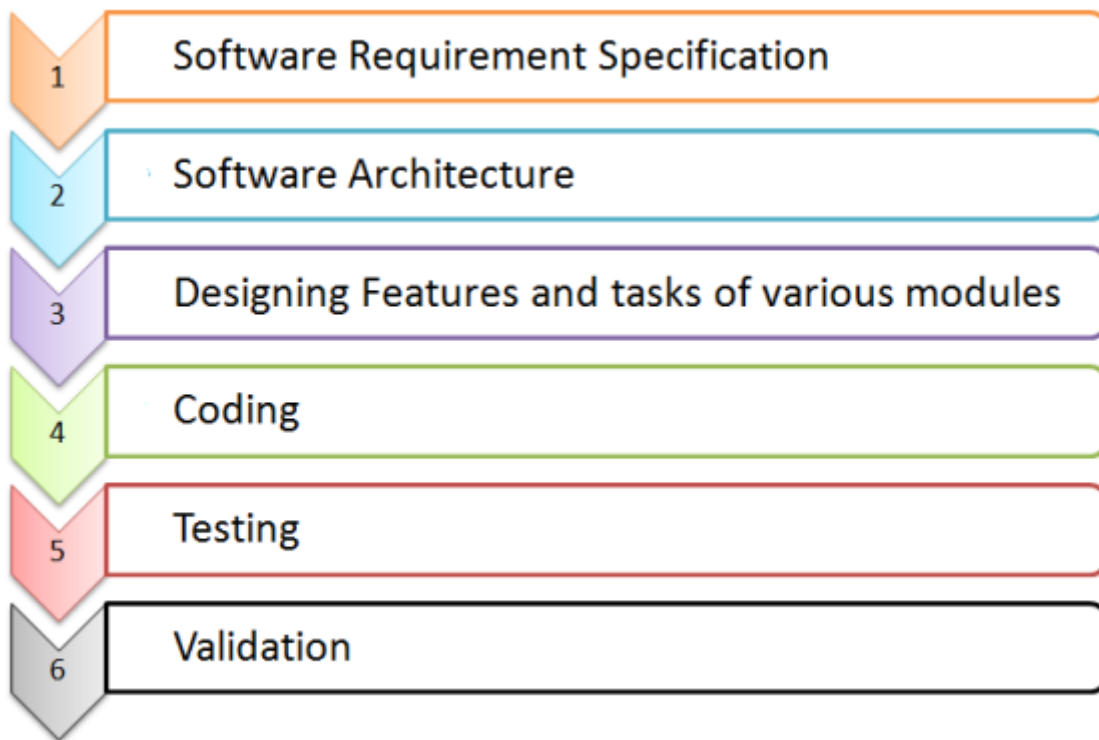 1 Software Requirement Specification
2 Software Architecture
3 Designing Features and tasks of various modules
4 Coding
5 Testing
6 Validation